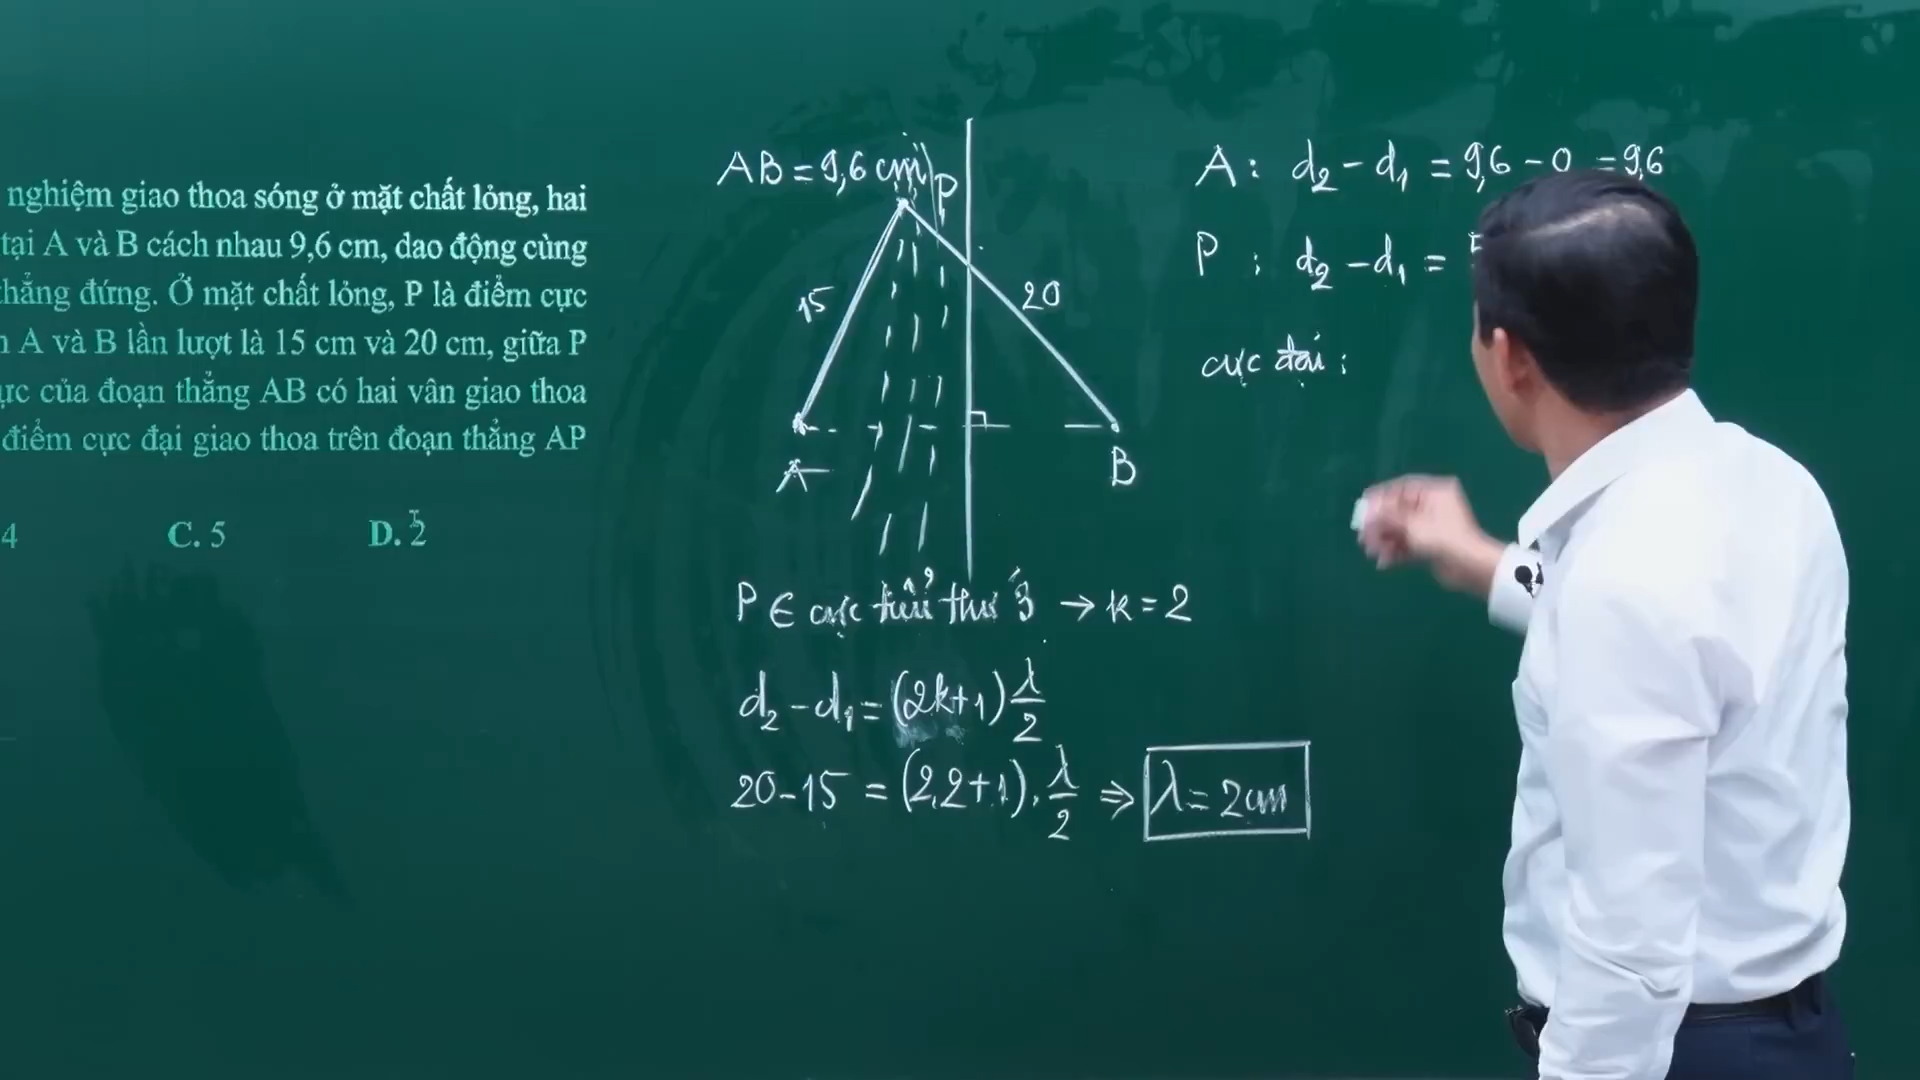 nghiệm giao thoa sóng ở mặt chất lỏng, hai
tại A và B cách nhau 9,6 cm, dao động cùng
thẳng đứng. Ở mặt chất lỏng, P là điểm cực
A và B lần lượt là 15 cm và 20 cm, giữa P
ực của đoạn thẳng AB có hai vân giao thoa
điểm cực đại giao thoa trên đoạn thẳng AP
4 C. 5 D. 2
AB = 9,6 cm
P
15
20
A
B
P ∈ cực tiểu thứ 3 → k = 2
d₂ - d₁ = (2k+1) λ/2
20 - 15 = (2.2+1). λ/2 ⇒ λ = 2cm
A : d₂ - d₁ = 9,6 - 0 = 9,6
P : d₂ - d₁ =
cực đại :